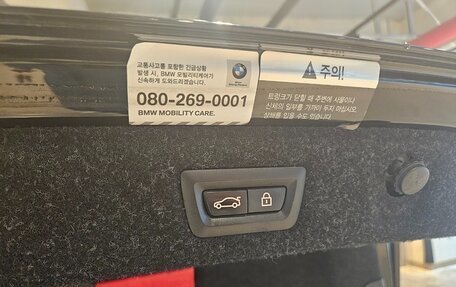 교통사고를 포함한 긴급상황
발생 시, BMW 모빌리티케어가
신속하게 도와드리겠습니다.
080-269-0001
BMW MOBILITY CARE.
주의!
트렁크가 닫힐 때 주변에 사물이나
신체의 일부를 가까이 두지 마십시오.
상해를 입을 수도 있습니다.